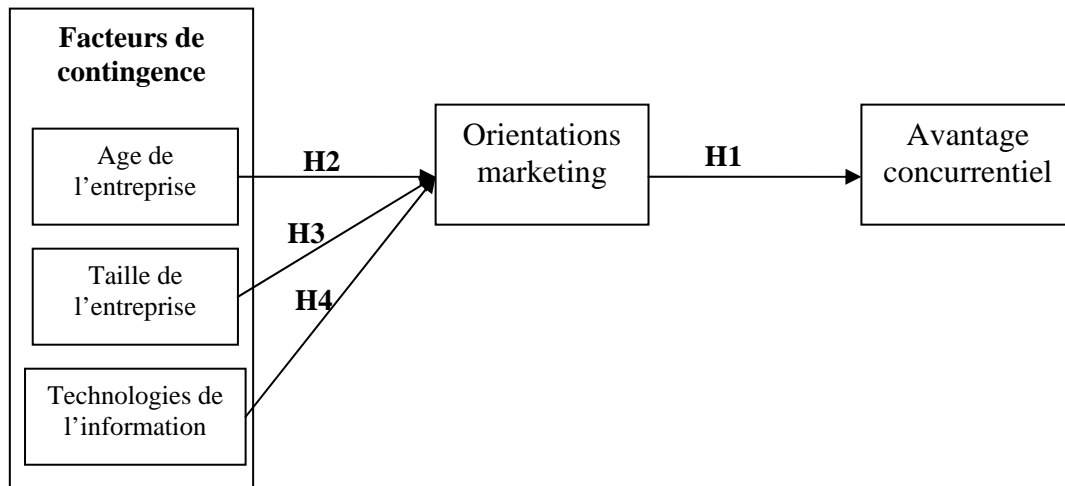 Facteurs de
contingence
Age de
l’entreprise
H2
Taille de
l’entreprise
H3
Technologies de
l’information
H4
Orientations
marketing
H1
Avantage
concurrentiel